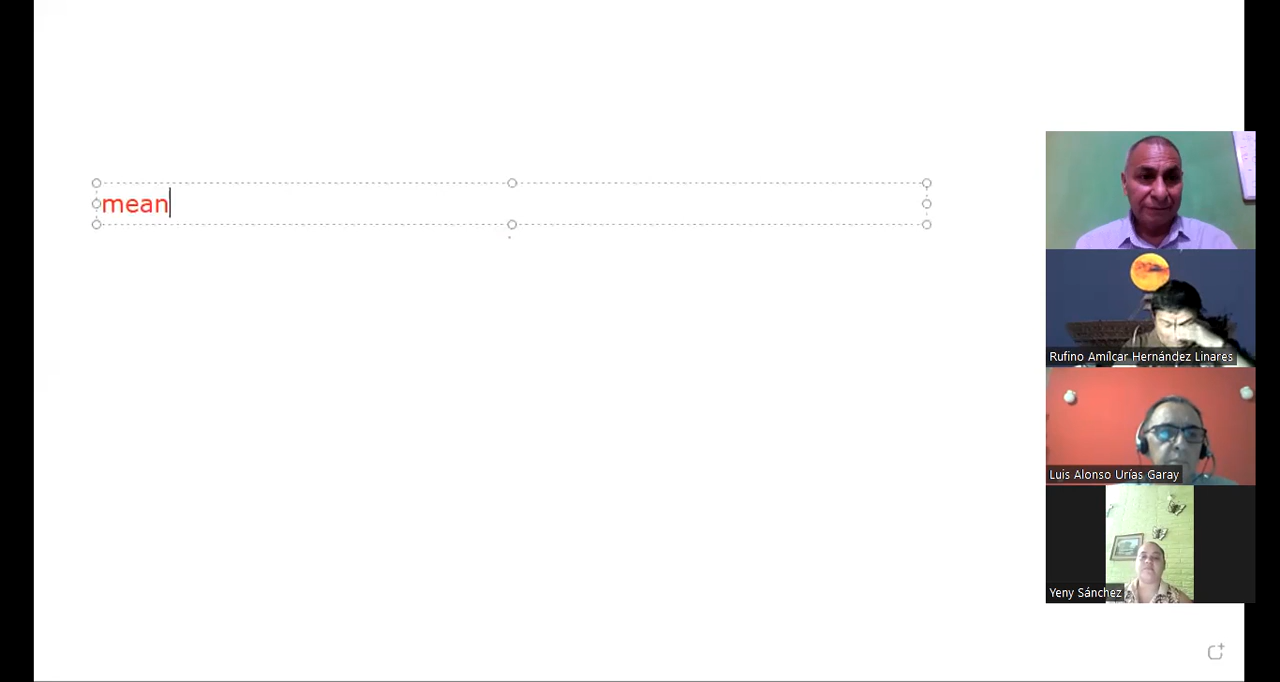 mean
Rufino Amílcar Hernández Linares
Luis Alonso Urías Garay
Yeny Sánchez